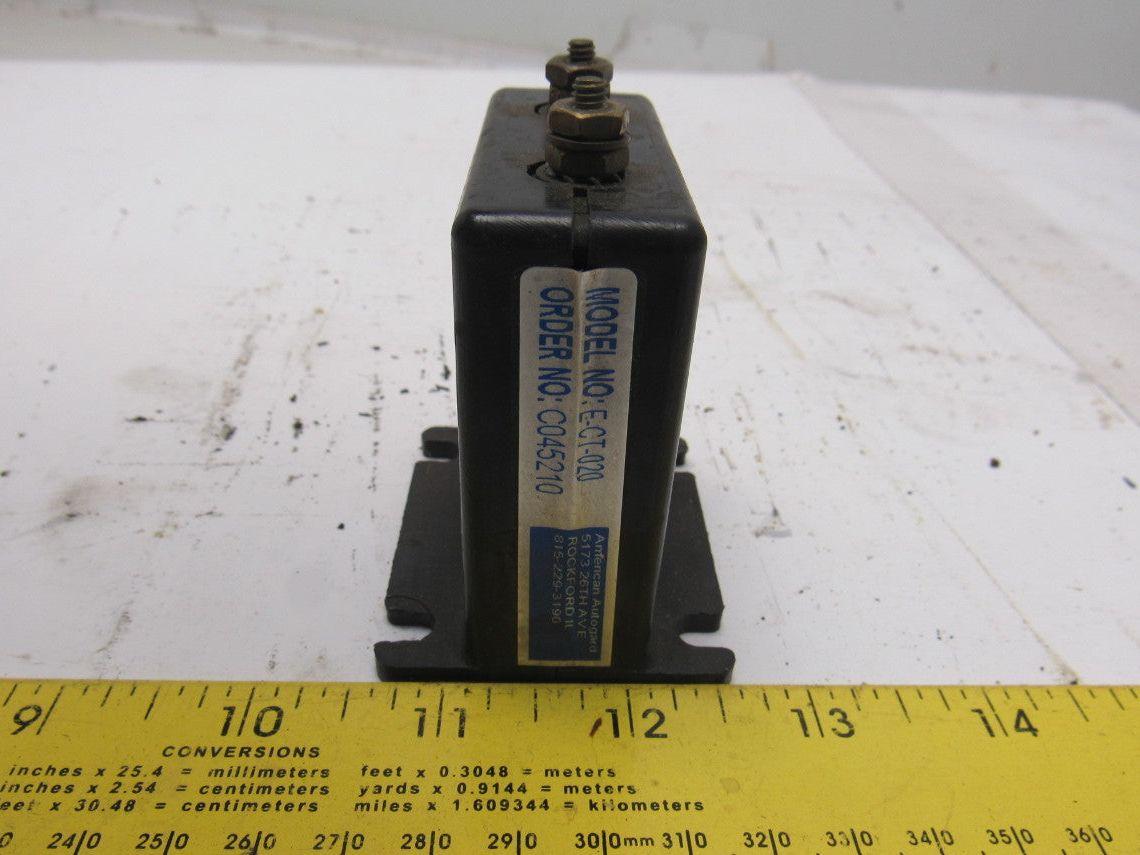 MODEL NO: E-CT-020
ORDER NO: C045210
American Autogard
5173 26TH AVE
ROCKFORD IL
815-229-3190
9 10 11 12 13 14
CONVERSIONS
inches x 25.4 = millimeters feet x 0.3048 = meters
inches x 2.54 = centimeters yards x 0.9144 = meters
eet x 30.48 = centimeters miles x 1.609344 = kilometers
0 240 250 260 270 280 290 300mm 310 320 330 340 350 360